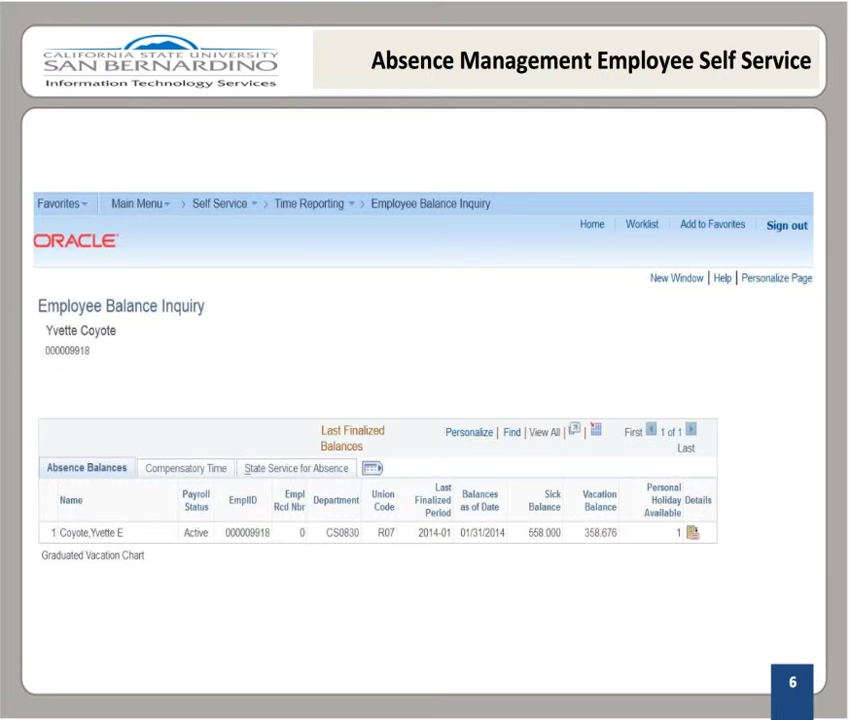 CALIFORNIA STATE UNIVERSITY
SAN BERNARDINO
Information Technology Services
Absence Management Employee Self Service
Favorites Main Menu > Self Service > Time Reporting > Employee Balance Inquiry
Home Worklist Add to Favorites Sign out
ORACLE
New Window | Help | Personalize Page
Employee Balance Inquiry
Yvette Coyote
000009918
Last Finalized Balances Personalize | Find | View All | | First 1 of 1 Last
Absence Balances Compensatory Time State Service for Absence
Name Payroll Status EmplID Empl Rcd Nbr Department Union Code Last Finalized Period Balances as of Date Sick Balance Vacation Balance Personal Holiday Available Details
1 Coyote,Yvette E Active 000009918 0 CS0830 R07 2014-01 01/31/2014 558.000 358.676 1
Graduated Vacation Chart
6